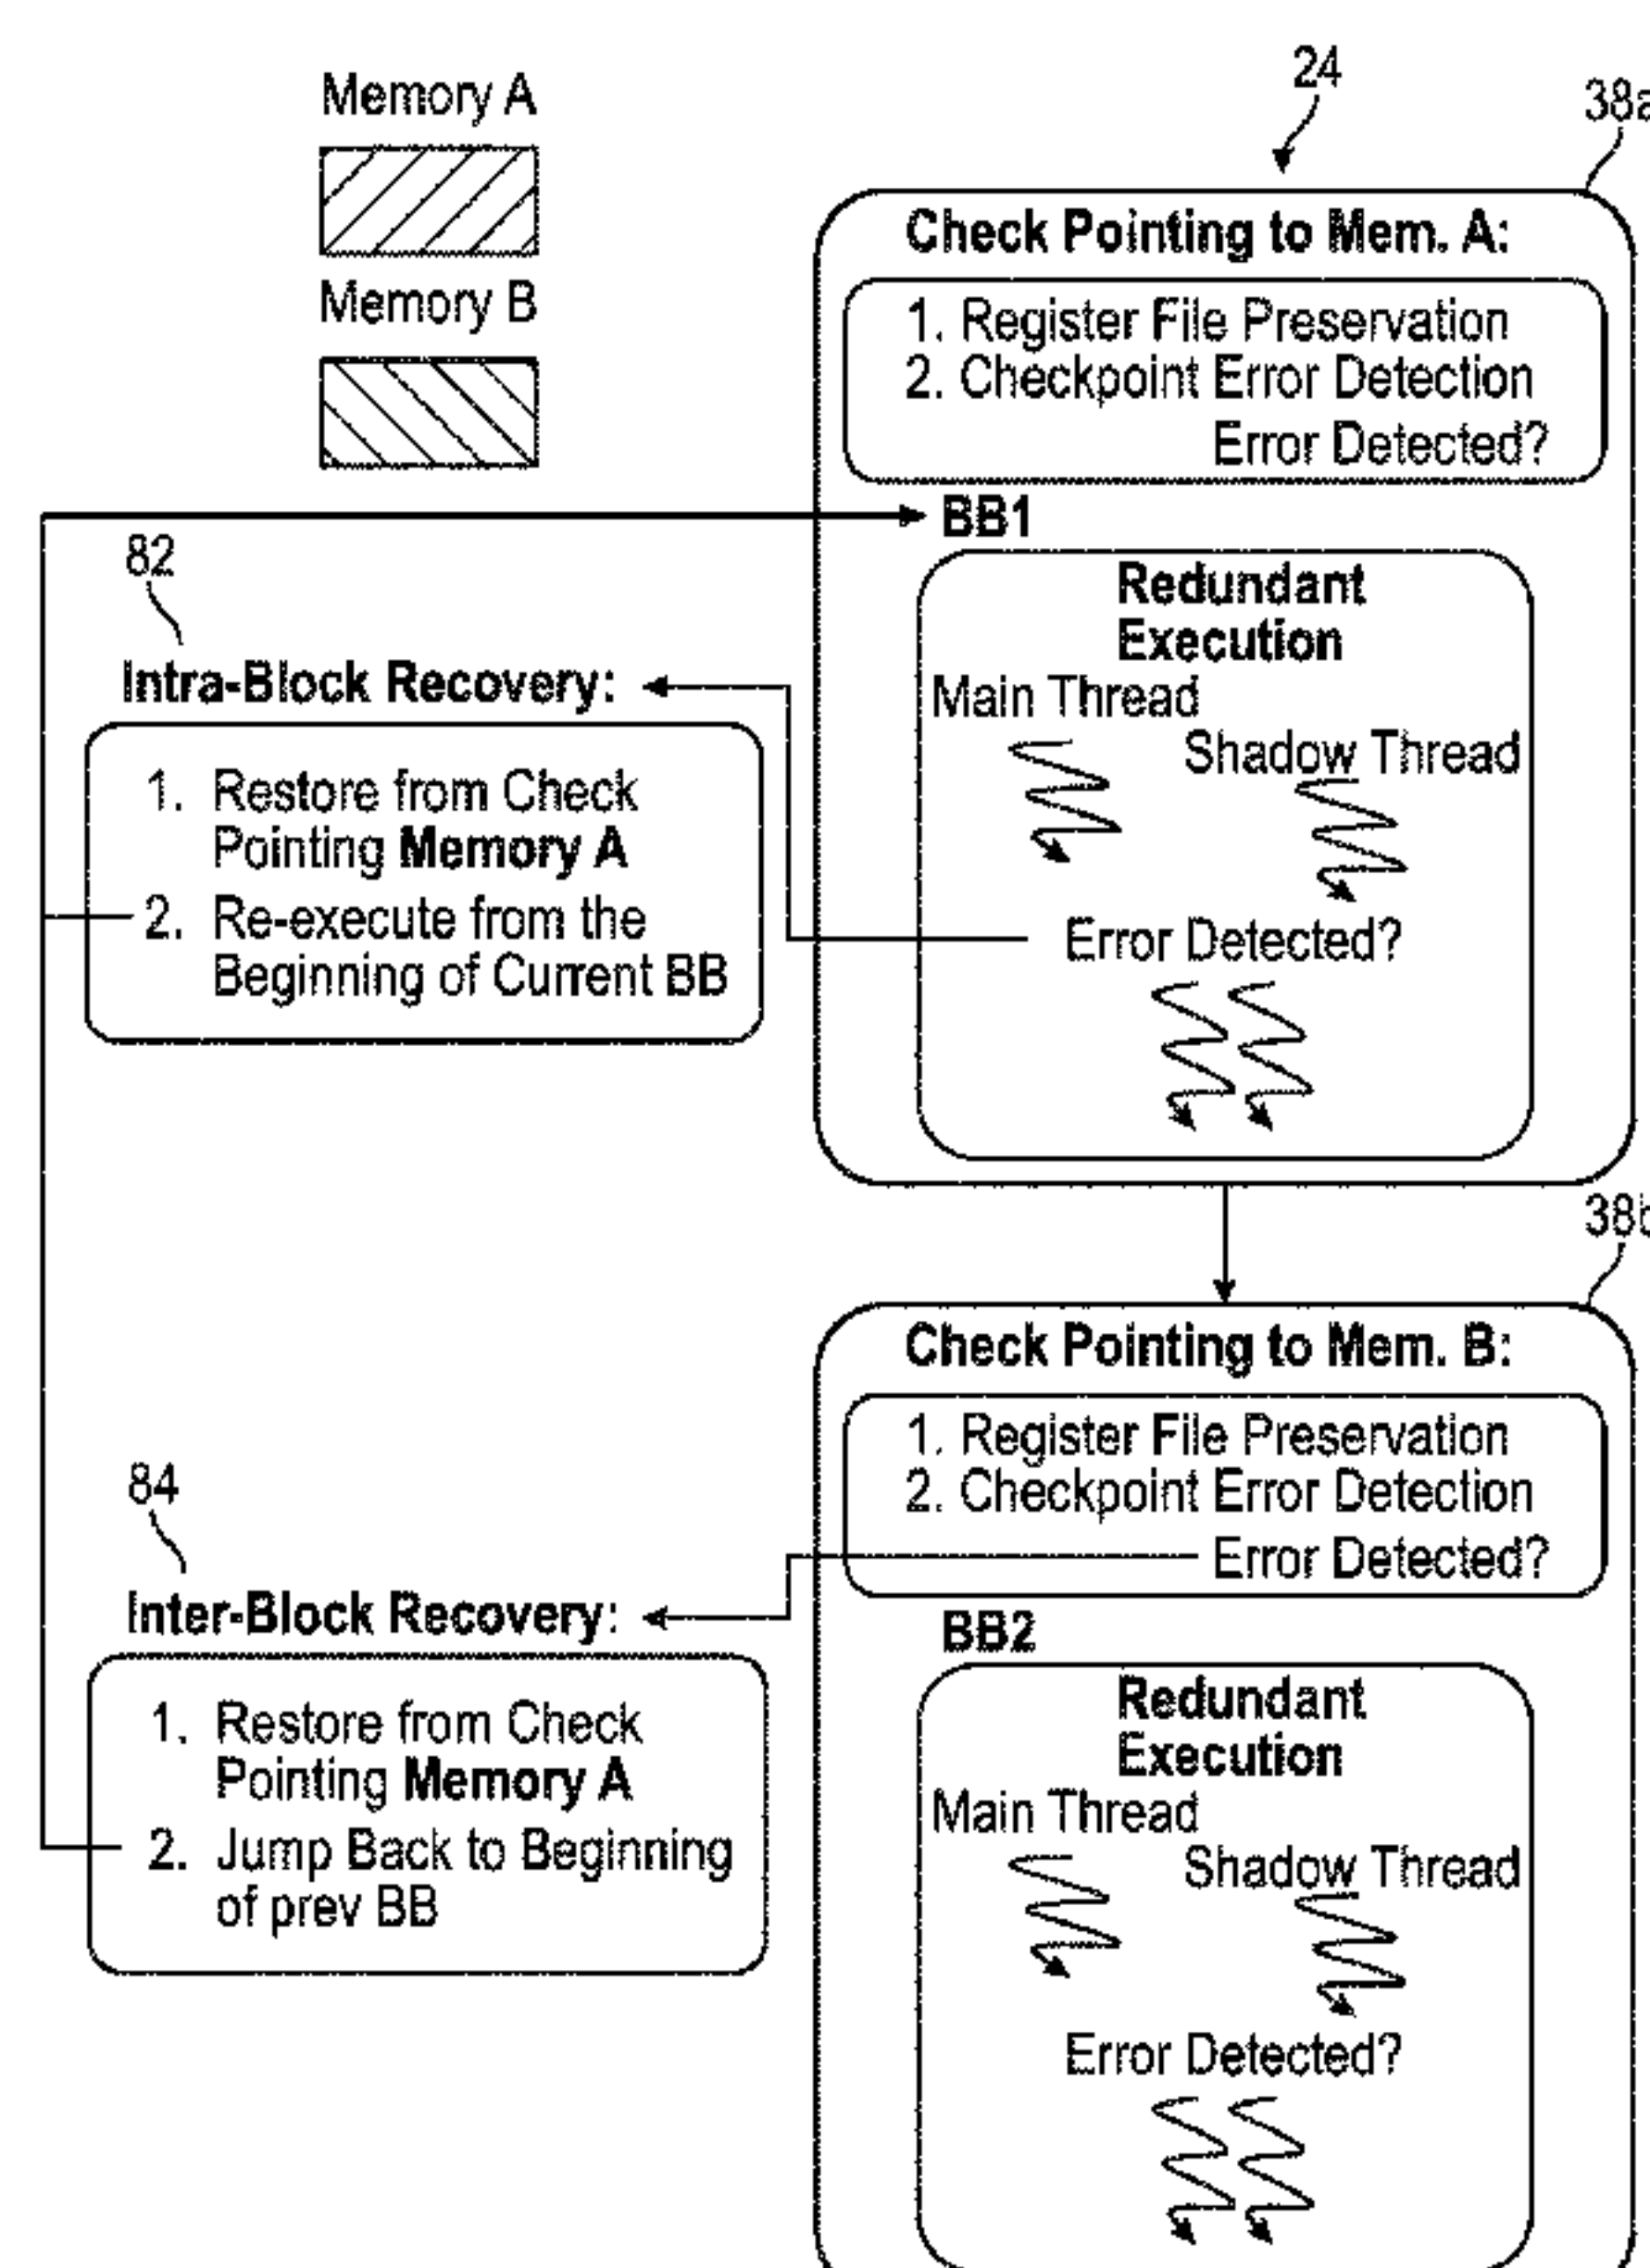 Memory A
Memory B
24
38a
Check Pointing to Mem. A:
1. Register File Preservation
2. Checkpoint Error Detection
Error Detected?
BB1
Redundant
Execution
Main Thread
Shadow Thread
Error Detected?
82
Intra-Block Recovery:
1. Restore from Check
Pointing Memory A
2. Re-execute from the
Beginning of Current BB
38b
Check Pointing to Mem. B:
1. Register File Preservation
2. Checkpoint Error Detection
Error Detected?
BB2
Redundant
Execution
Main Thread
Shadow Thread
Error Detected?
84
Inter-Block Recovery:
1. Restore from Check
Pointing Memory A
2. Jump Back to Beginning
of prev BB